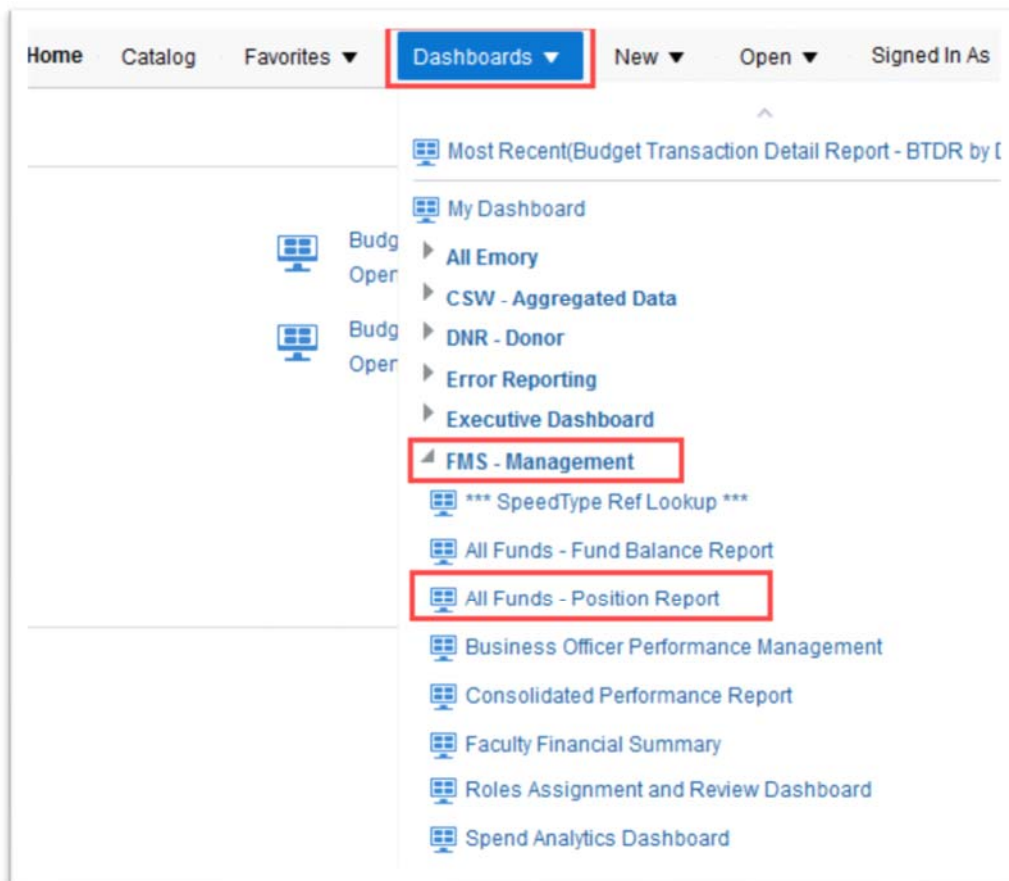 Home Catalog Favorites ▼ Dashboards ▼ New ▼ Open ▼ Signed In As
Most Recent(Budget Transaction Detail Report - BTDR by
My Dashboard
Budg
Open
All Emory
CSW - Aggregated Data
Budg
Open
DNR - Donor
Error Reporting
Executive Dashboard
FMS - Management
*** SpeedType Ref Lookup ***
All Funds - Fund Balance Report
All Funds - Position Report
Business Officer Performance Management
Consolidated Performance Report
Faculty Financial Summary
Roles Assignment and Review Dashboard
Spend Analytics Dashboard